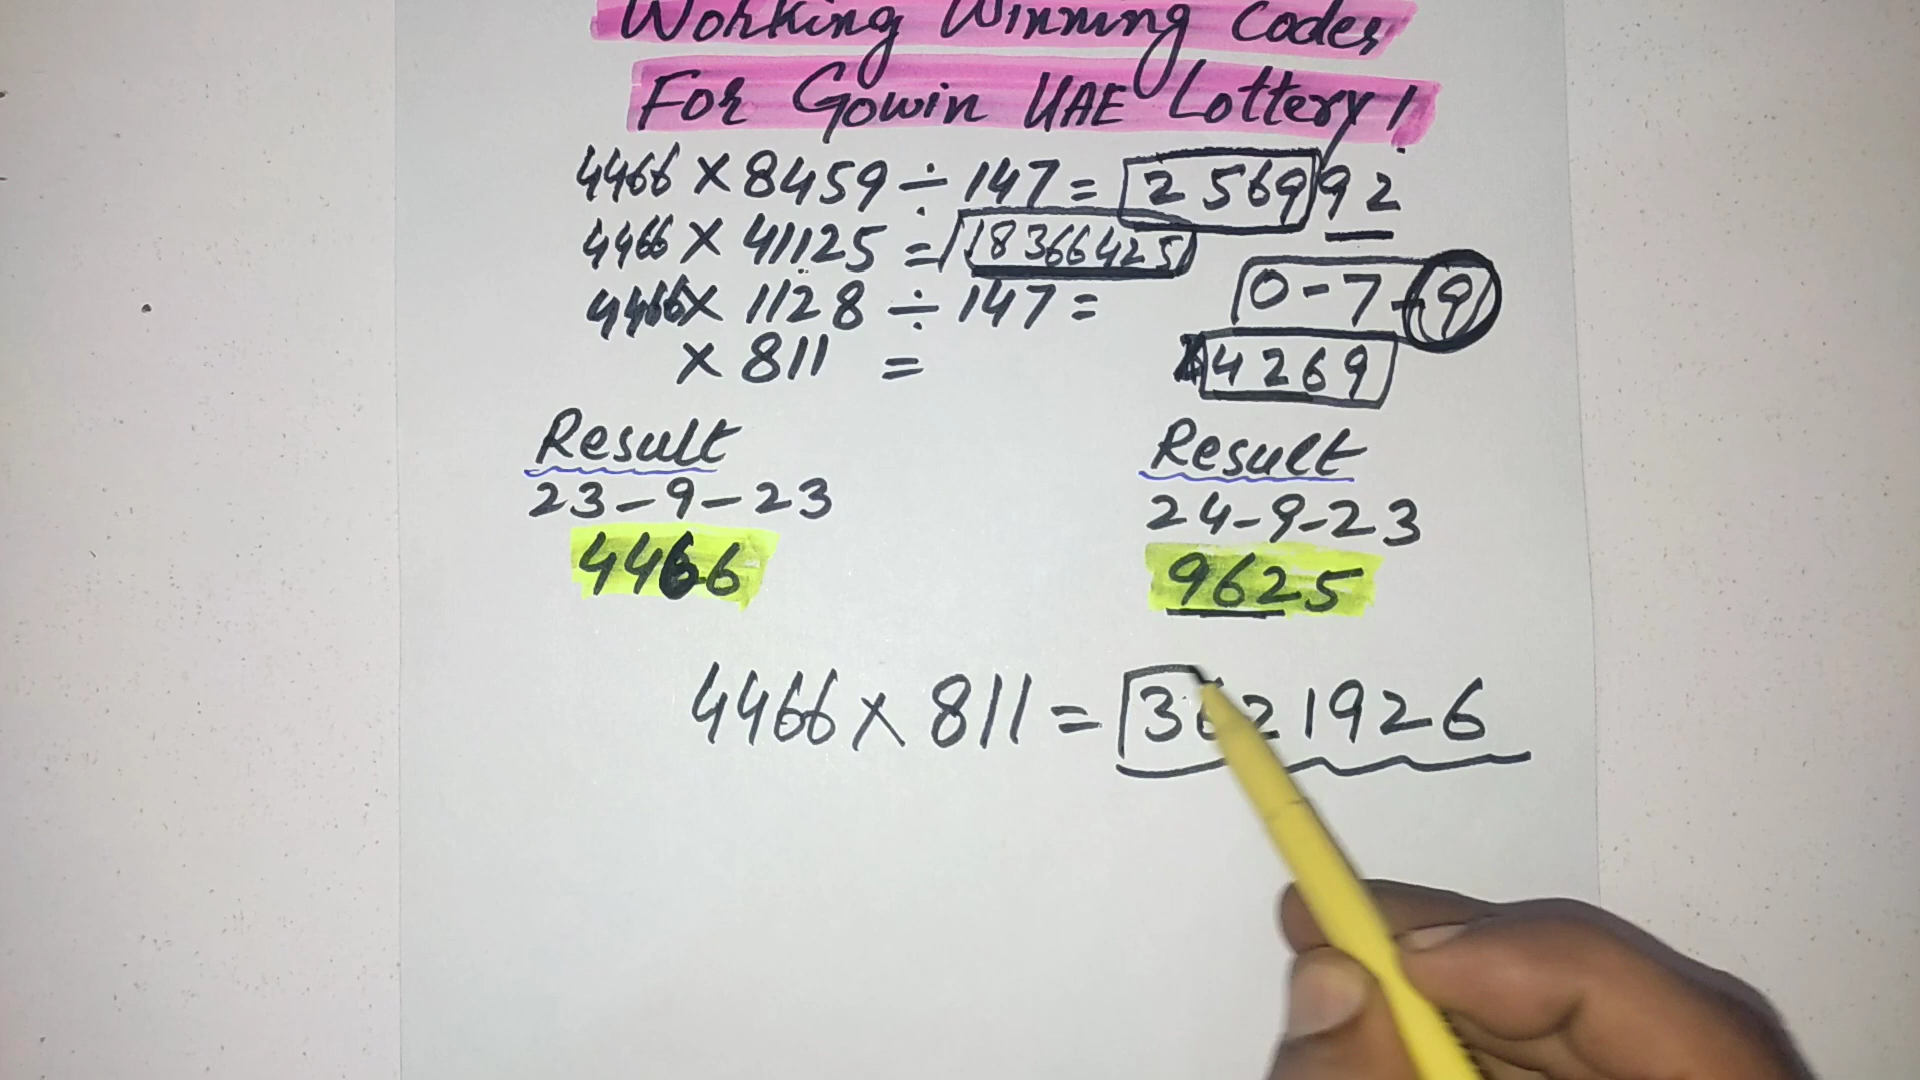 Working Winning Codes
For Gowin UAE Lottery!
4466 × 8459 ÷ 147 = 256992
4466 × 41125 = 18366425
4466 × 1128 ÷ 147 = 0-7-9
× 811 = 4269
Result Result
23-9-23 24-9-23
4466 9625
4466 × 811 = 3621926